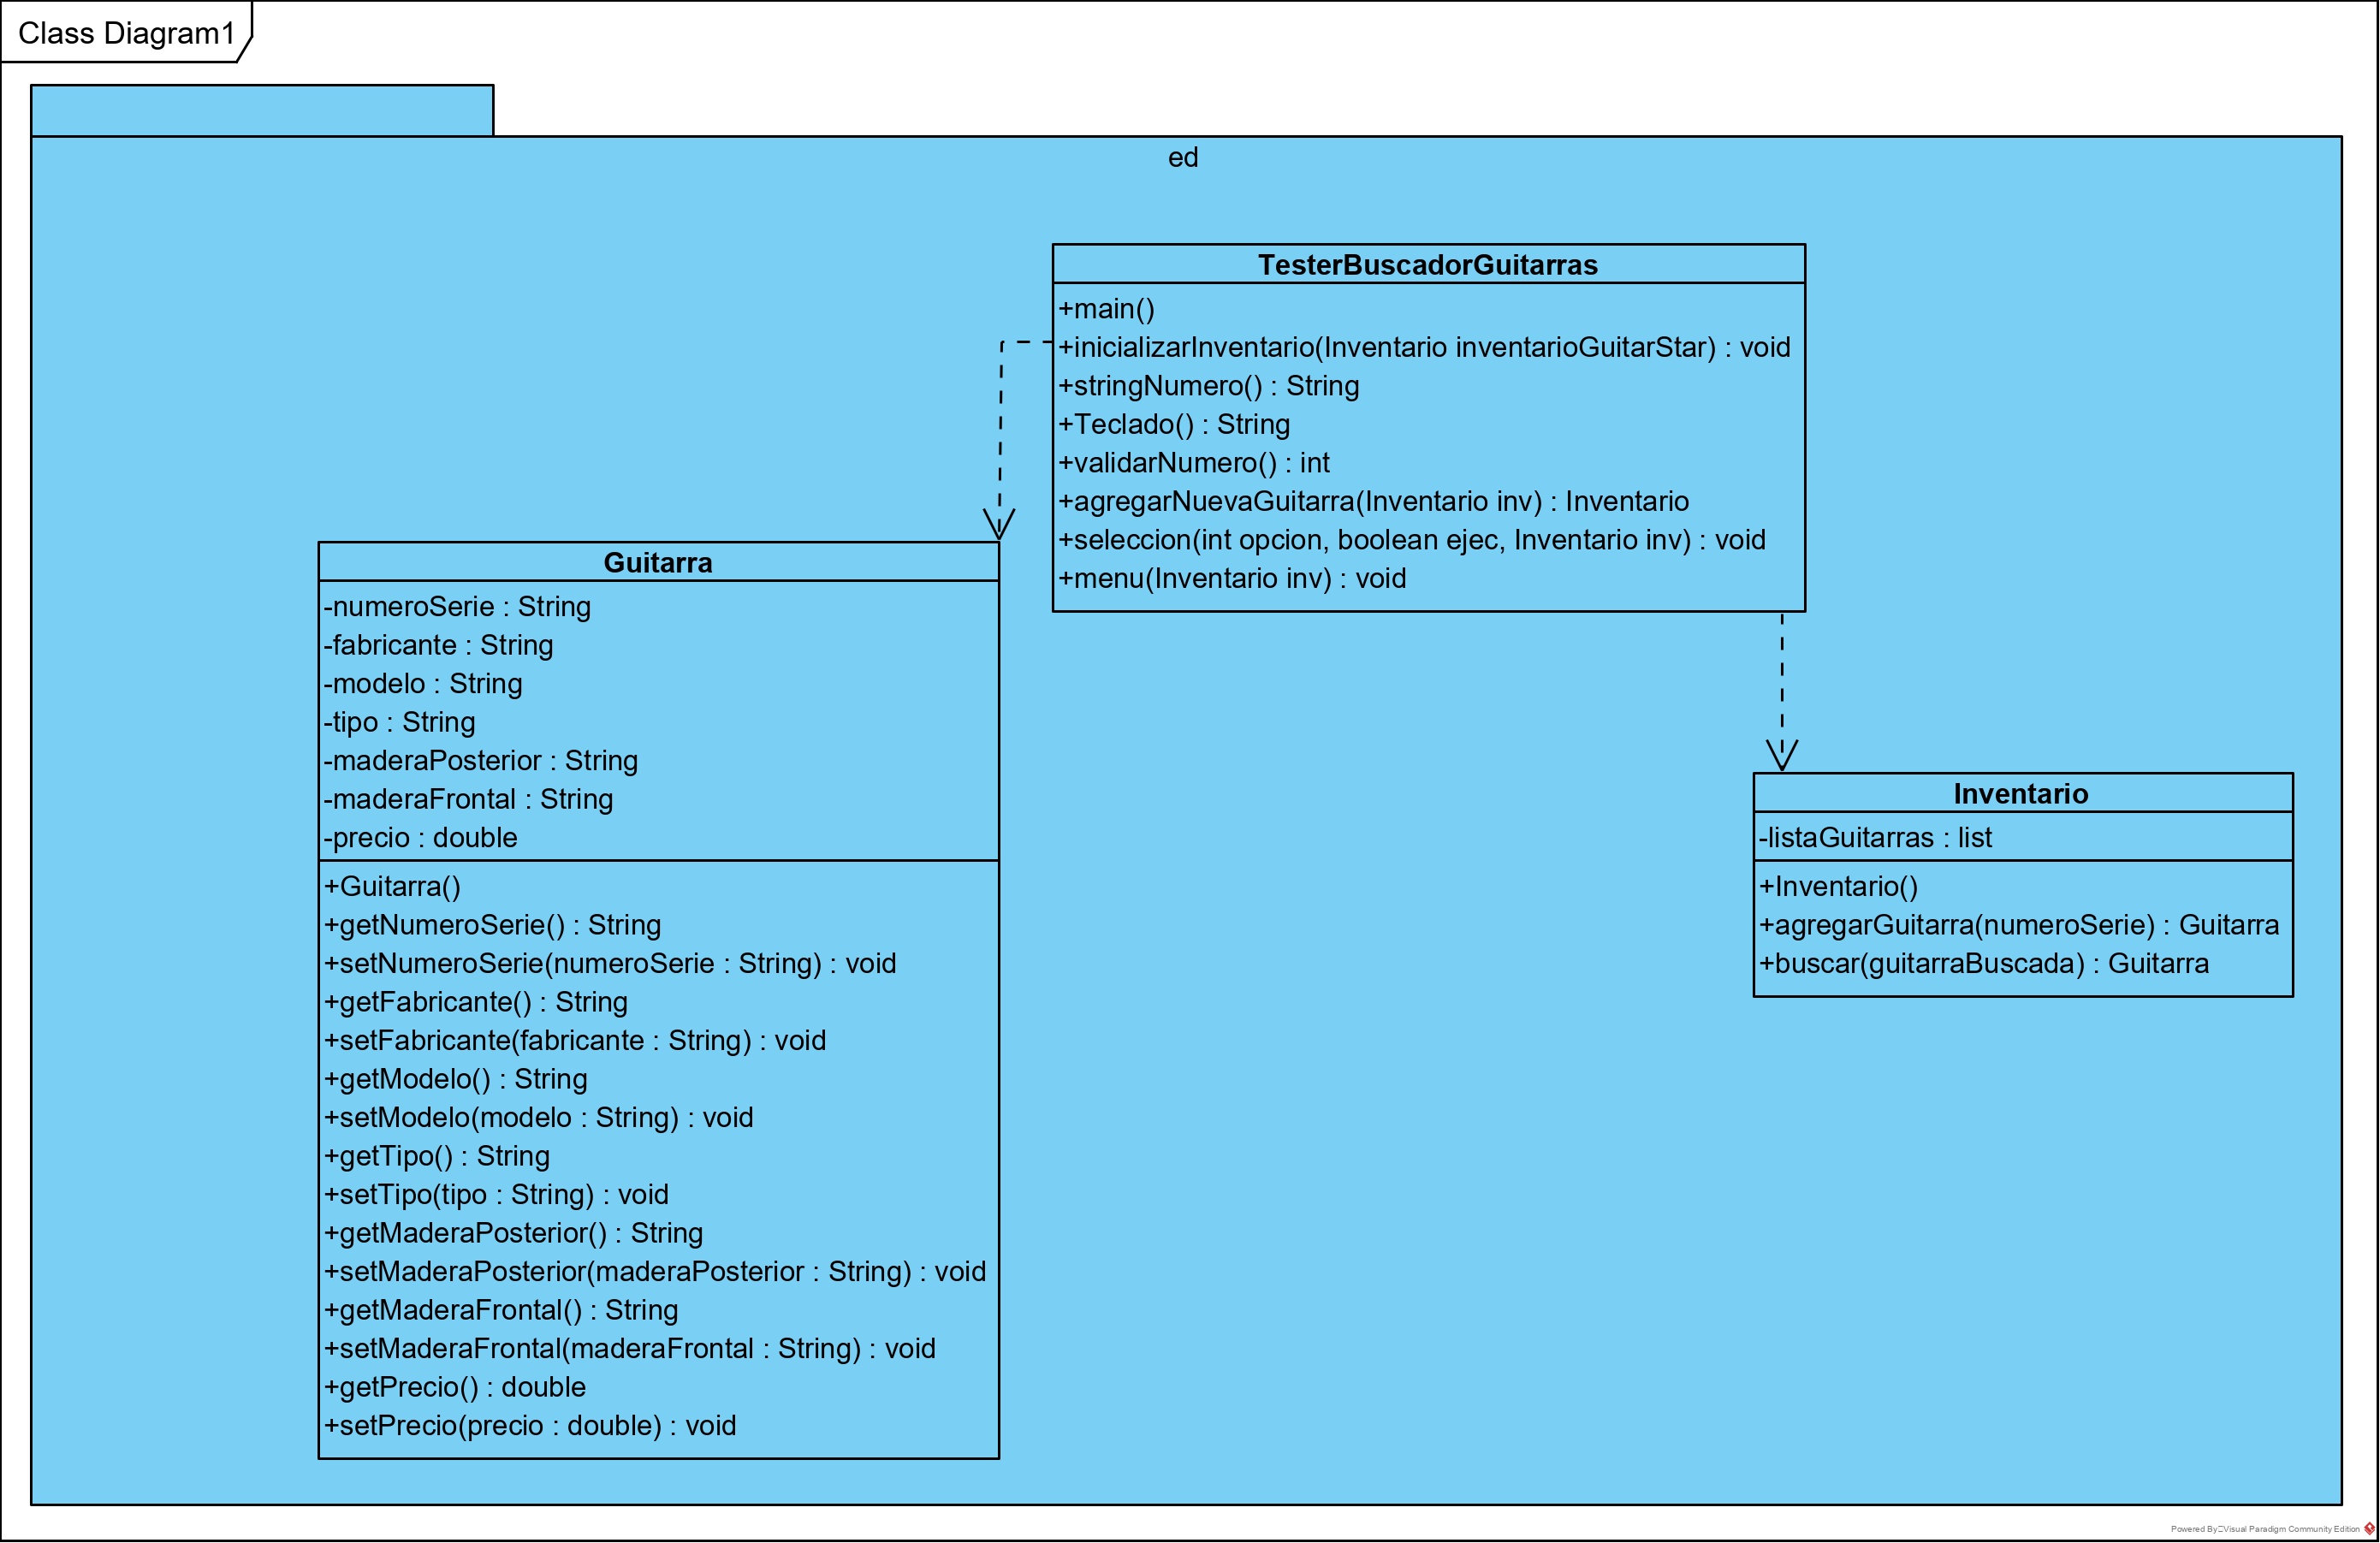 Class Diagram1
ed
TesterBuscadorGuitarras
+main()
+inicializarInventario(Inventario inventarioGuitarStar) : void
+stringNumero() : String
+Teclado() : String
+validarNumero() : int
+agregarNuevaGuitarra(Inventario inv) : Inventario
+seleccion(int opcion, boolean ejec, Inventario inv) : void
+menu(Inventario inv) : void
Guitarra
-numeroSerie : String
-fabricante : String
-modelo : String
-tipo : String
-maderaPosterior : String
-maderaFrontal : String
-precio : double
+Guitarra()
+getNumeroSerie() : String
+setNumeroSerie(numeroSerie : String) : void
+getFabricante() : String
+setFabricante(fabricante : String) : void
+getModelo() : String
+setModelo(modelo : String) : void
+getTipo() : String
+setTipo(tipo : String) : void
+getMaderaPosterior() : String
+setMaderaPosterior(maderaPosterior : String) : void
+getMaderaFrontal() : String
+setMaderaFrontal(maderaFrontal : String) : void
+getPrecio() : double
+setPrecio(precio : double) : void
Inventario
-listaGuitarras : list
+Inventario()
+agregarGuitarra(numeroSerie) : Guitarra
+buscar(guitarraBuscada) : Guitarra
Powered By Visual Paradigm Community Edition